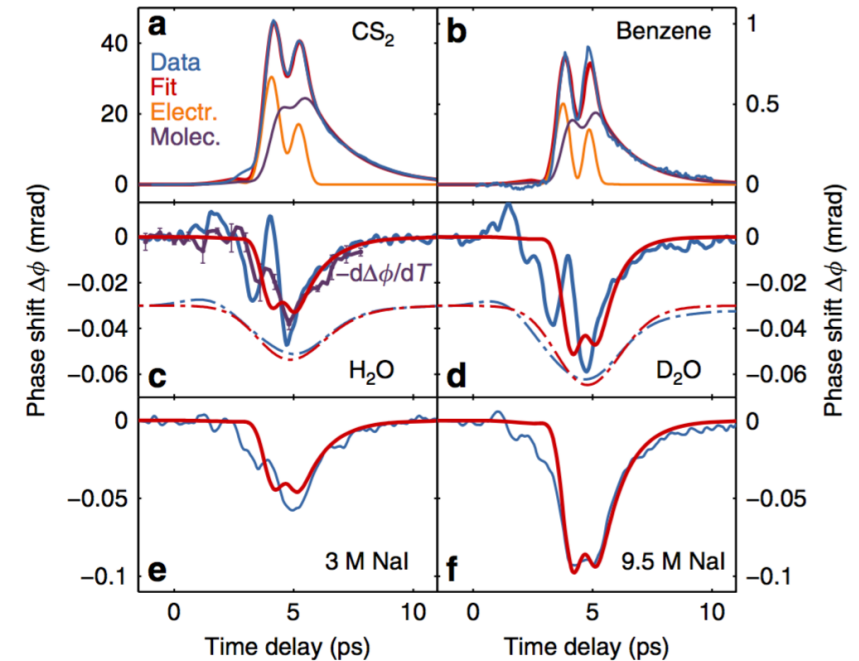 a
CS2
Data
Fit
Electr.
Molec.
40
20
0
b
Benzene
1
0.5
0
Phase shift Δϕ (mrad)
0
−0.02
−0.04
−0.06
−dΔϕ/dT
c
H2O
d
D2O
0
−0.02
−0.04
−0.06
Phase shift Δϕ (mrad)
0
−0.05
−0.1
e
3 M NaI
f
9.5 M NaI
0
−0.05
−0.1
0
5
10
0
5
10
Time delay (ps)
Time delay (ps)